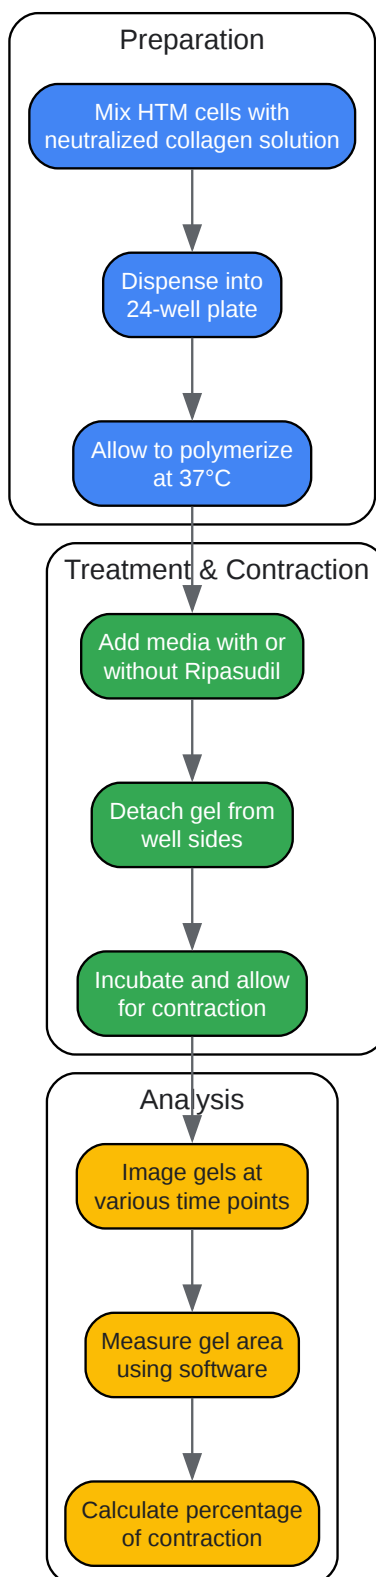 Preparation
Mix HTM cells with
neutralized collagen solution
Dispense into
24-well plate
Allow to polymerize
at 37°C
Treatment & Contraction
Add media with or
without Ripasudil
Detach gel from
well sides
Incubate and allow
for contraction
Analysis
Image gels at
various time points
Measure gel area
using software
Calculate percentage
of contraction